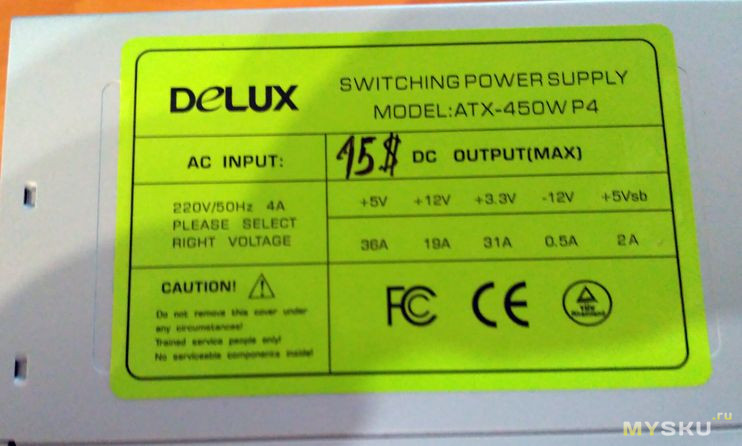 DeLUX
SWITCHING POWER SUPPLY
MODEL:ATX-450W P4
AC INPUT:
15$ DC OUTPUT(MAX)
220V/50Hz 4A
PLEASE SELECT
RIGHT VOLTAGE
+5V +12V +3.3V -12V +5Vsb
36A 19A 31A 0.5A 2A
CAUTION!
Do not remove this cover under
any circumstances!
Trained service people only!
No serviceable components inside!
FC CE
TÜV
Rheinland
MYSKU.ru